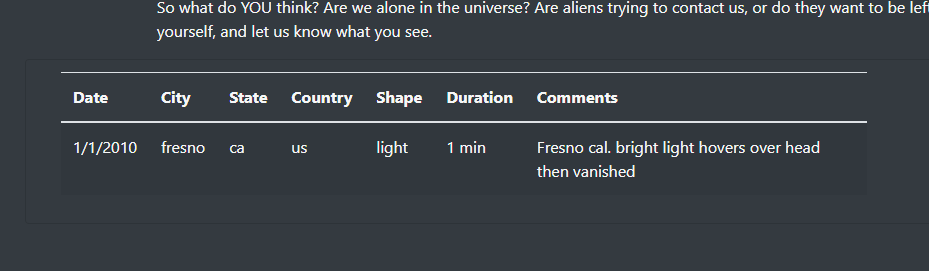 So what do YOU think? Are we alone in the universe? Are aliens trying to contact us, or do they want to be left
yourself, and let us know what you see.
Date City State Country Shape Duration Comments
1/1/2010 fresno ca us light 1 min Fresno cal. bright light hovers over head
then vanished